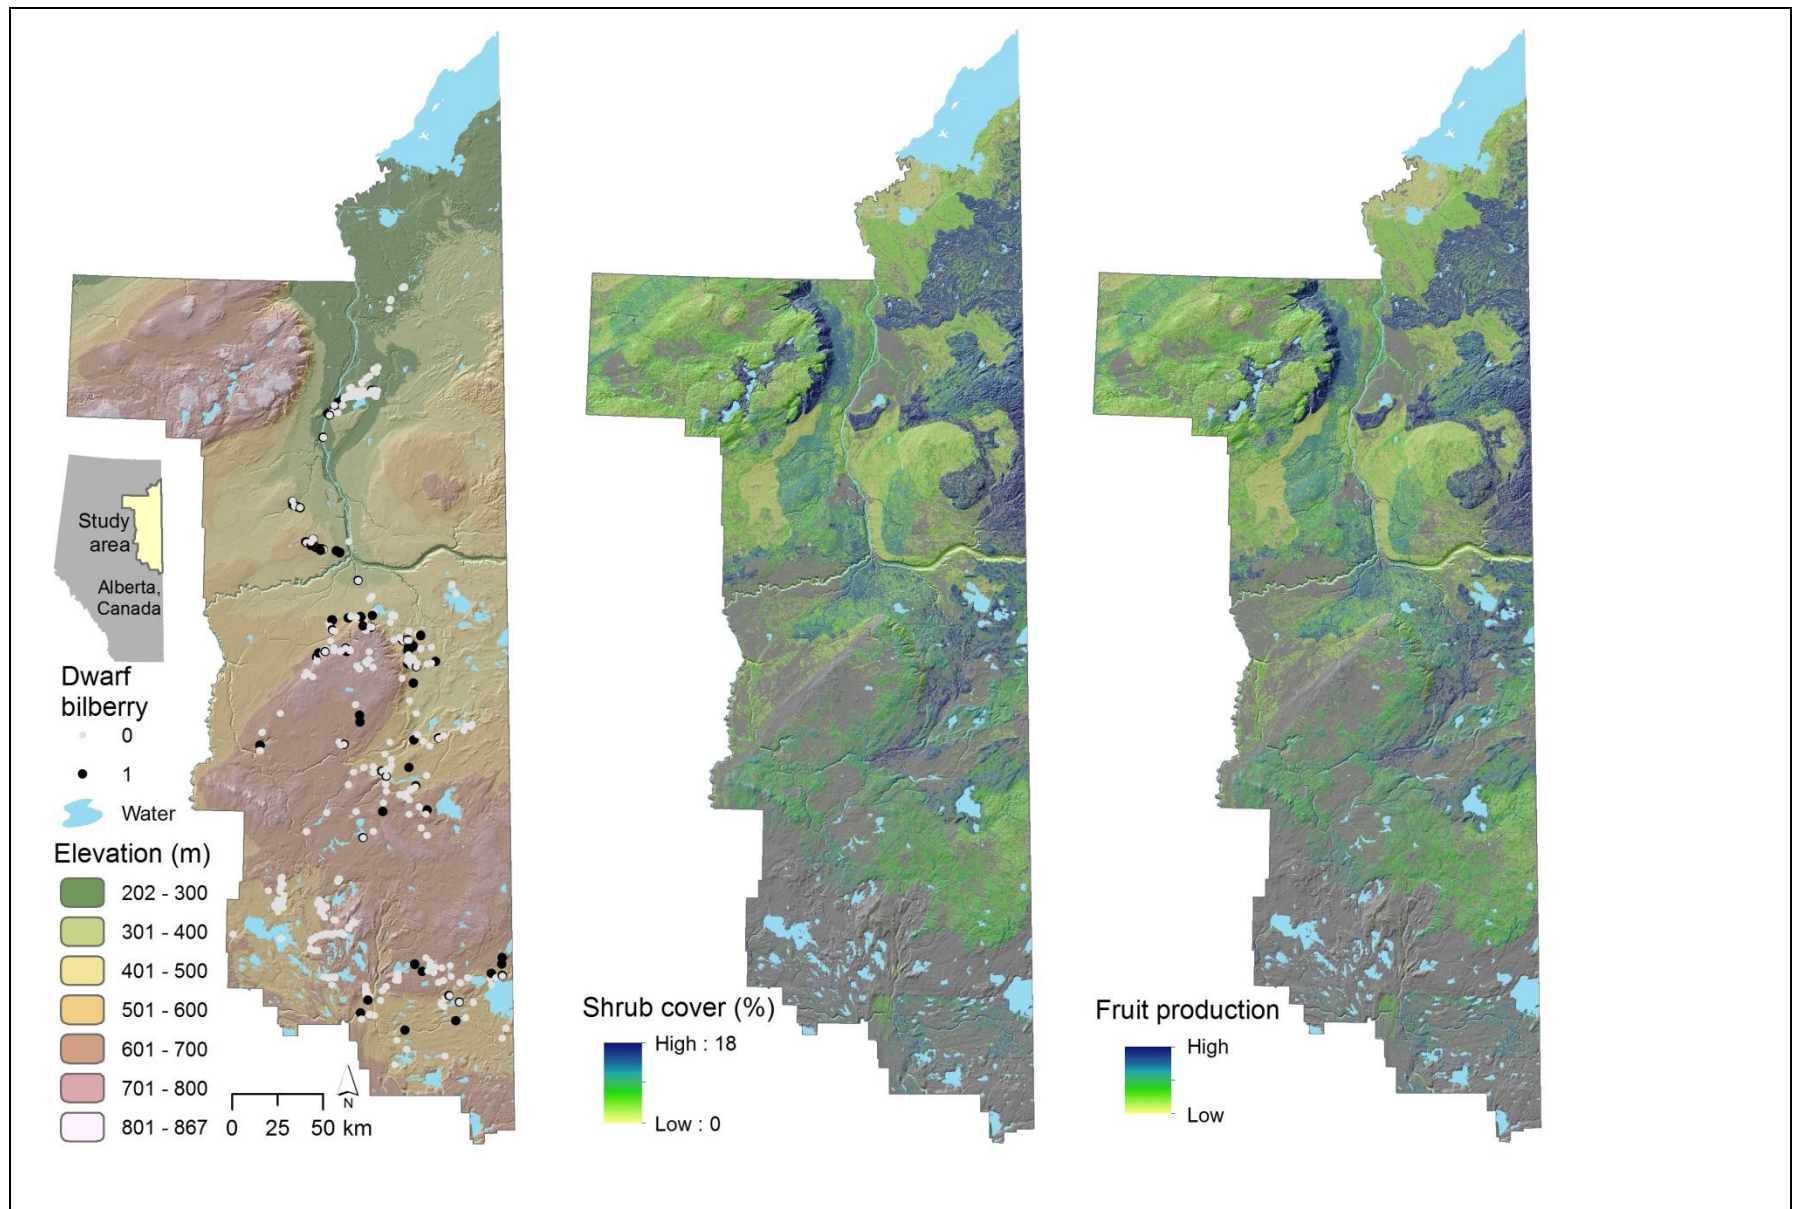 Study
area
Alberta,
Canada
Dwarf
bilberry
0
1
Water
Elevation (m)
202 - 300
301 - 400
401 - 500
501 - 600
601 - 700
701 - 800
801 - 867
N
0 25 50 km
Shrub cover (%)
High : 18
Low : 0
Fruit production
High
Low